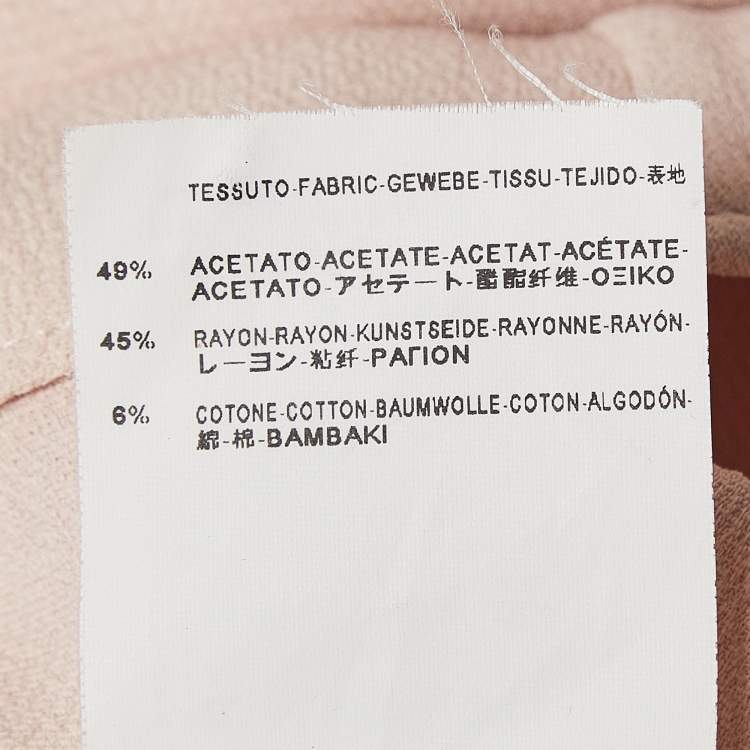 TESSUTO-FABRIC-GEWEBE-TISSU-TEJIDO-表地
49% ACETATO-ACETATE-ACETAT-ACÉTATE-
ACETATO-アセテート-醋酯纤维-ΟΞΙΚΟ
45% RAYON-RAYON-KUNSTSEIDE-RAYONNE-RAYÓN-
レーヨン-粘纤-ΡΑΓΙΟΝ
6% COTONE-COTTON-BAUMWOLLE-COTON-ALGODÓN-
綿-棉-BAMBAKI